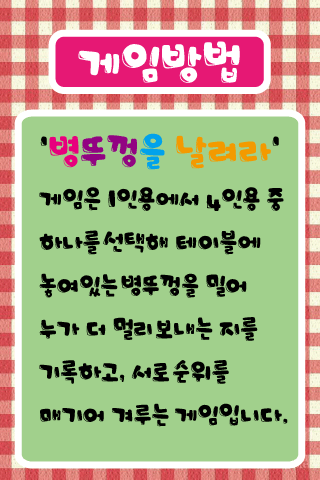 게임방법
'병뚜껑을 날려라'
게임은 1인용에서 4인용 중
하나를 선택해 테이블에
놓여있는 병뚜껑을 밀어
누가 더 멀리 보내는 지를
기록하고, 서로 순위를
매기어 겨루는 게임입니다.